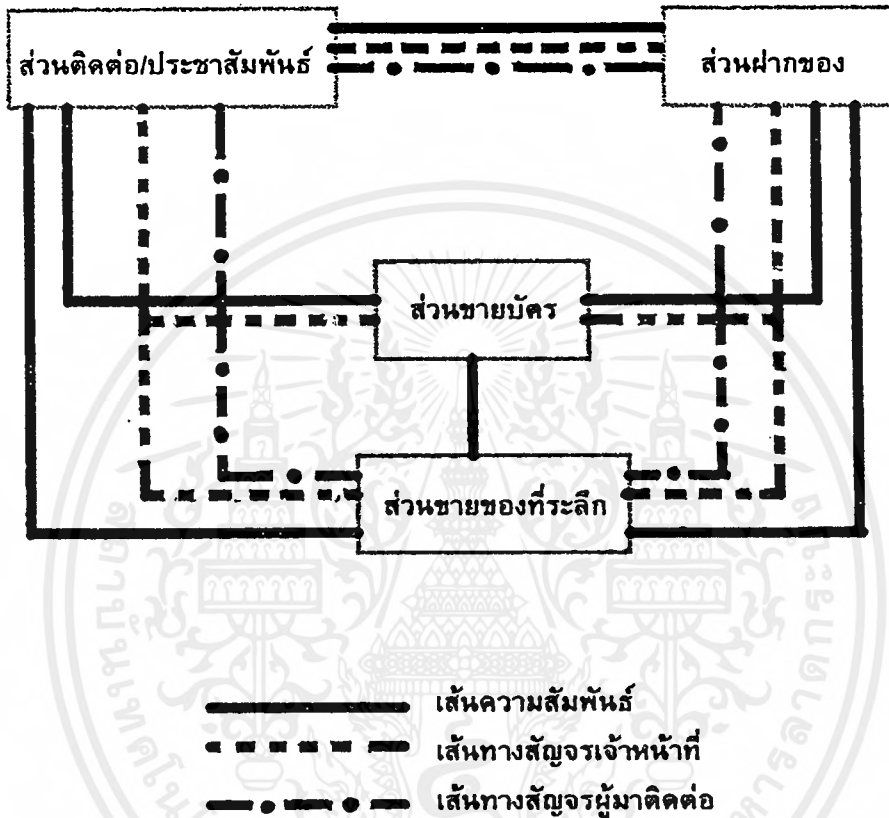 ส่วนติดต่อ/ประชาสัมพันธ์
ส่วนฝากของ
ส่วนขายบัตร
ส่วนขายของที่ระลึก
เส้นความสัมพันธ์
เส้นทางสัญจรเจ้าหน้าที่
เส้นทางสัญจรผู้มาติดต่อ